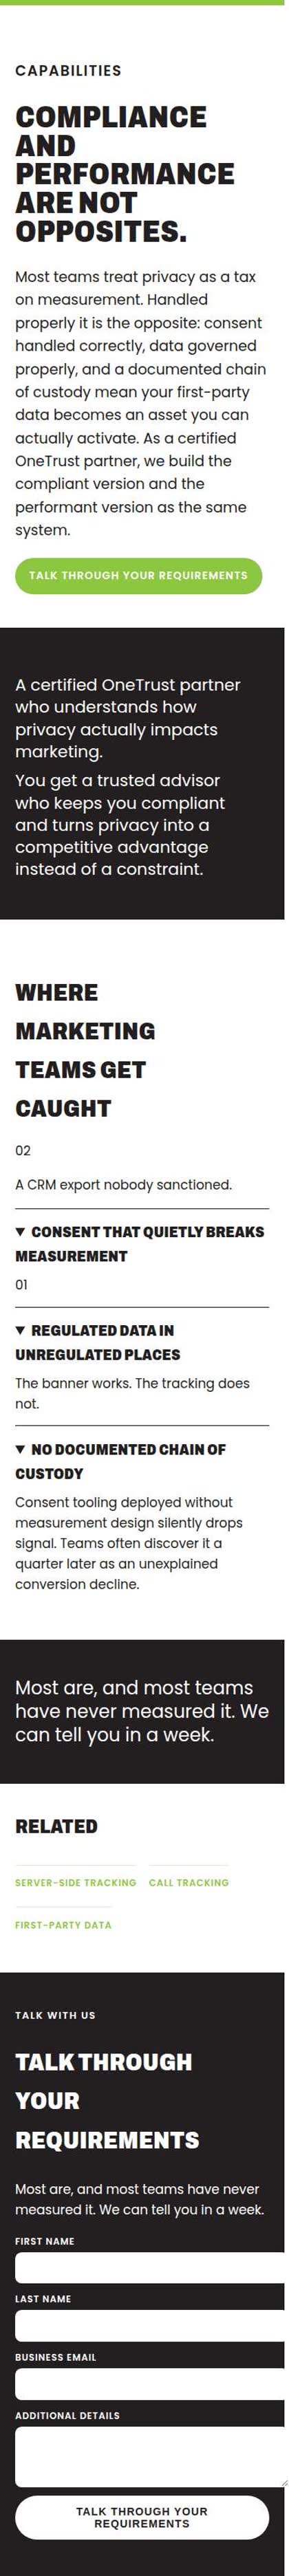 CAPABILITIES
COMPLIANCE
AND
PERFORMANCE
ARE NOT
OPPOSITES.
Most teams treat privacy as a tax
on measurement. Handled
properly it is the opposite: consent
handled correctly, data governed
properly, and a documented chain
of custody mean your first-party
data becomes an asset you can
actually activate. As a certified
OneTrust partner, we build the
compliant version and the
performant version as the same
system.
TALK THROUGH YOUR REQUIREMENTS
A certified OneTrust partner
who understands how
privacy actually impacts
marketing.
You get a trusted advisor
who keeps you compliant
and turns privacy into a
competitive advantage
instead of a constraint.
WHERE
MARKETING
TEAMS GET
CAUGHT
02
A CRM export nobody sanctioned.
▼ CONSENT THAT QUIETLY BREAKS
MEASUREMENT
01
▼ REGULATED DATA IN
UNREGULATED PLACES
The banner works. The tracking does
not.
▼ NO DOCUMENTED CHAIN OF
CUSTODY
Consent tooling deployed without
measurement design silently drops
signal. Teams often discover it a
quarter later as an unexplained
conversion decline.
Most are, and most teams
have never measured it. We
can tell you in a week.
RELATED
SERVER-SIDE TRACKING CALL TRACKING
FIRST-PARTY DATA
TALK WITH US
TALK THROUGH
YOUR
REQUIREMENTS
Most are, and most teams have never
measured it. We can tell you in a week.
FIRST NAME
LAST NAME
BUSINESS EMAIL
ADDITIONAL DETAILS
TALK THROUGH YOUR
REQUIREMENTS